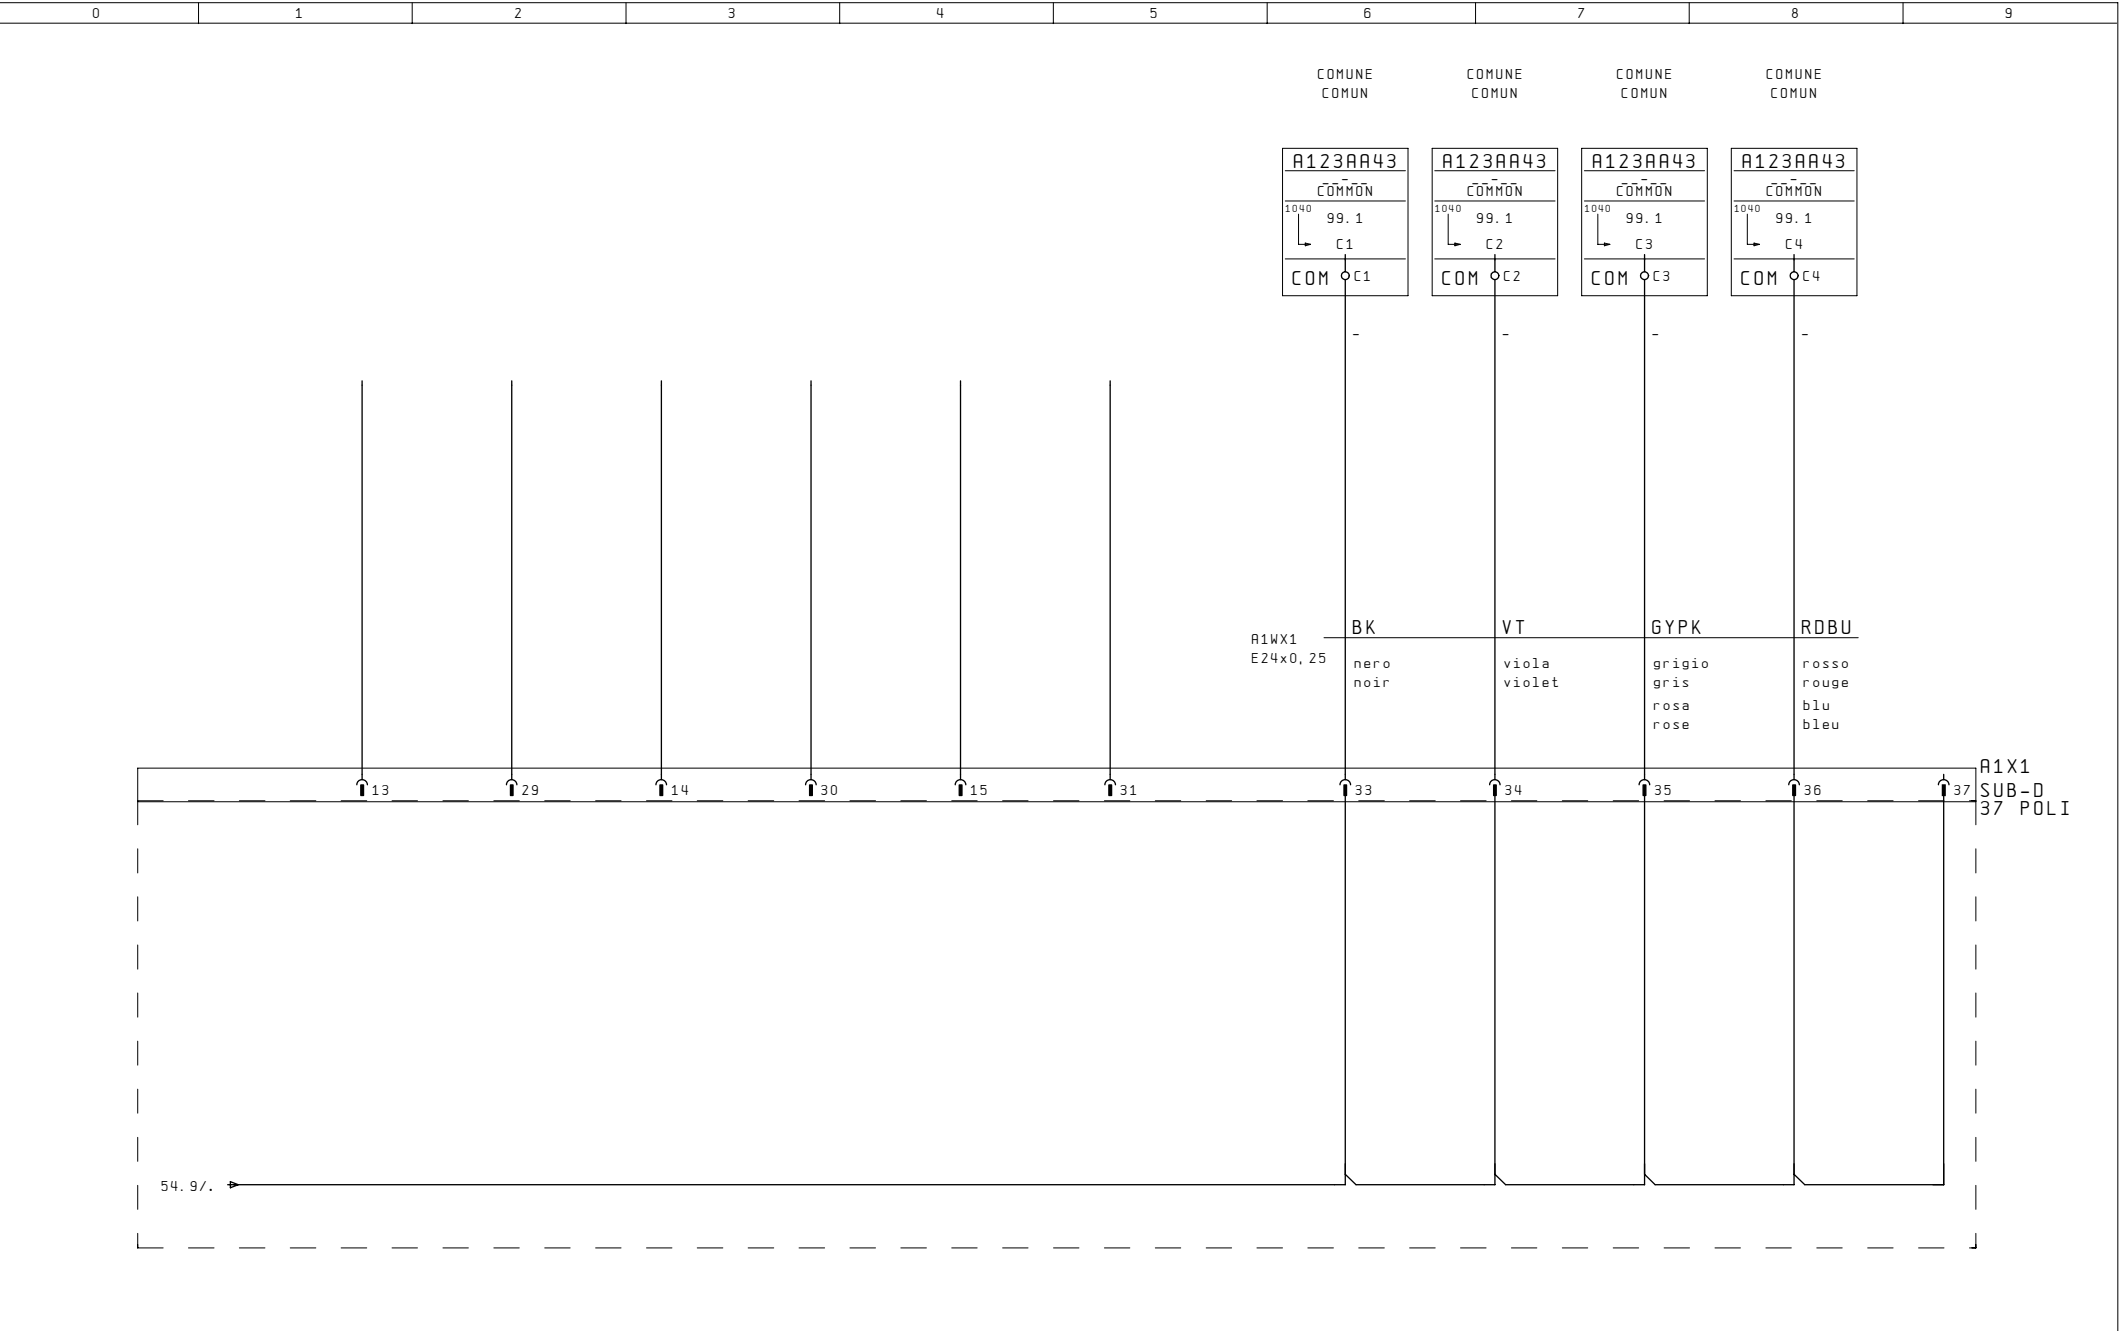 0 1 2 3 4 5 6 7 8 9
COMUNE COMUNE COMUNE COMUNE
COMUN COMUN COMUN COMUN
A123AA43 A123AA43 A123AA43 A123AA43
COMMON COMMON COMMON COMMON
1040 1040 1040 1040
99.1 99.1 99.1 99.1
C1 C2 C3 C4
COM C1 COM C2 COM C3 COM C4
- - - -
BK VT GYPK RDBU
A1WX1
E24x0,25
nero viola grigio rosso
noir violet gris rouge
rosa blu
rose bleu
A1X1
13 29 14 30 15 31 33 34 35 36 37 SUB-D
37 POLI
54.9/.